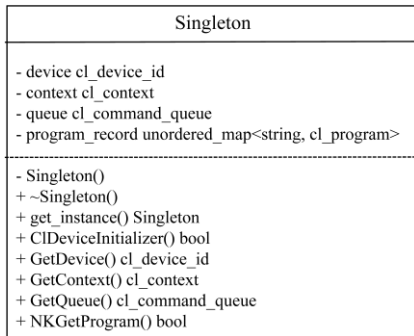 Singleton
- device cl_device_id
- context cl_context
- queue cl_command_queue
- program_record unordered_map<string, cl_program>
- Singleton()
+ ~Singleton()
+ get_instance() Singleton
+ ClDeviceInitializer() bool
+ GetDevice() cl_device_id
+ GetContext() cl_context
+ GetQueue() cl_command_queue
+ NKGetProgram() bool